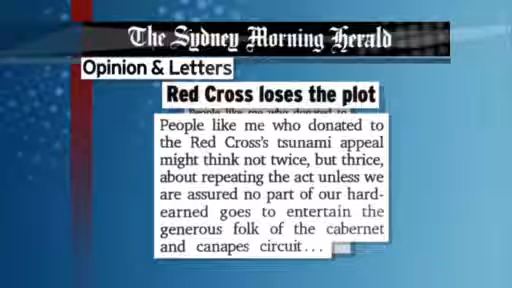 The Sydney Morning Herald
Opinion & Letters
Red Cross loses the plot
People like me who donated to
the Red Cross's tsunami appeal
might think not twice, but thrice,
about repeating the act unless we
are assured no part of our hard-
earned goes to entertain the
generous folk of the cabernet
and canapes circuit...